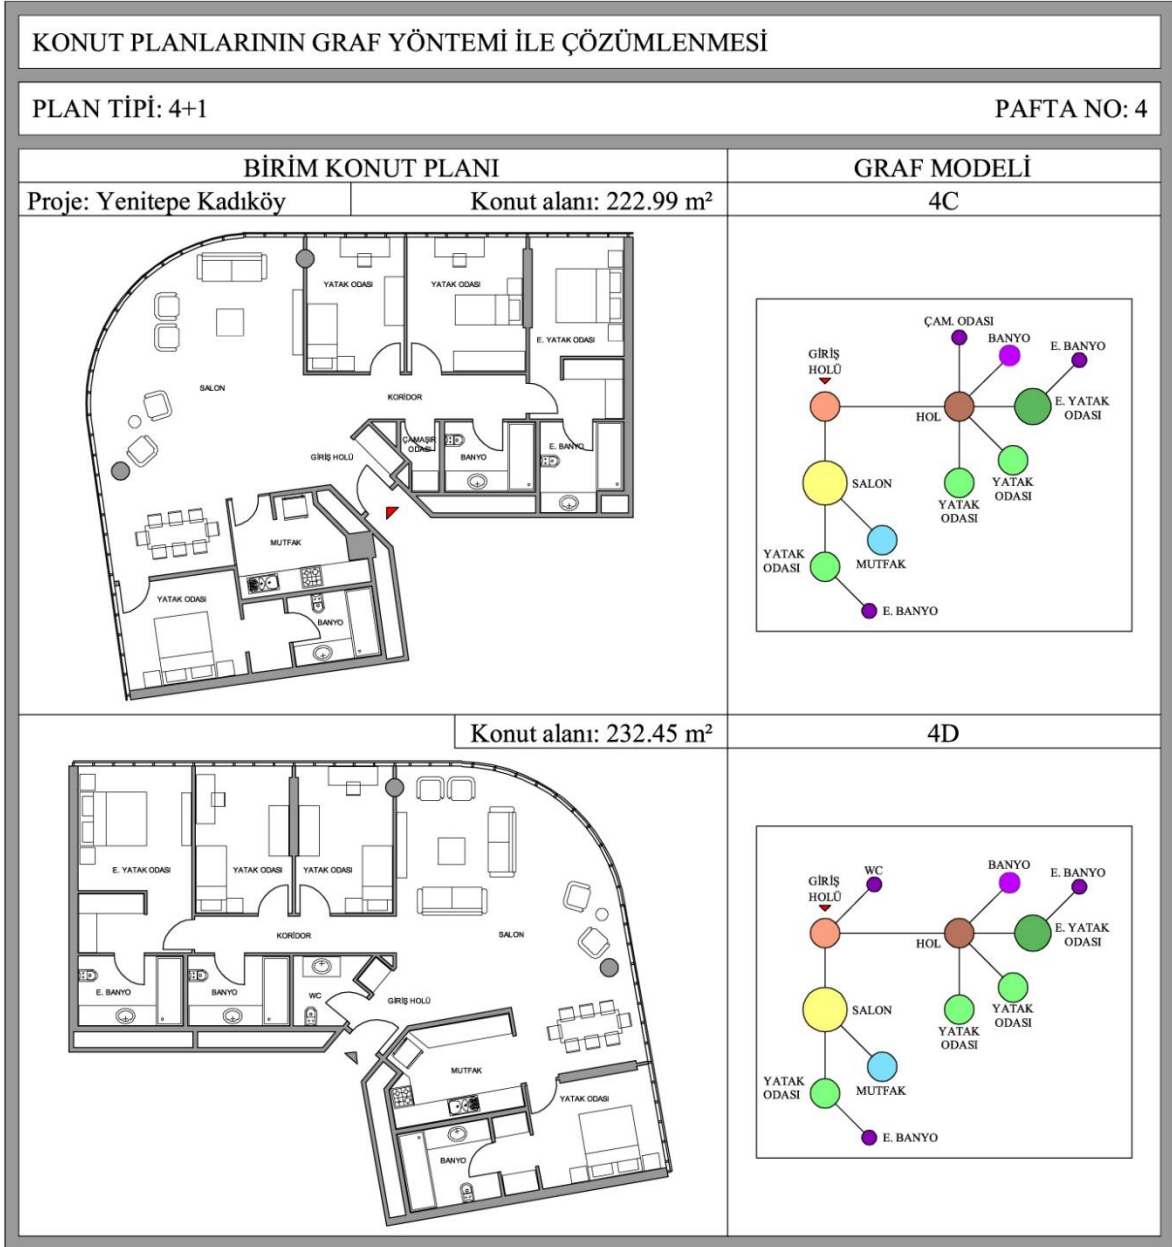 KONUT PLANLARININ GRAF YÖNTEMİ İLE ÇÖZÜMLENMESİ
PLAN TİPİ: 4+1
PAFTA NO: 4
BİRİM KONUT PLANI
GRAF MODELİ
Proje: Yenitepe Kadıköy
Konut alanı: 222.99 m²
4C
YATAK ODASI
YATAK ODASI
E. YATAK ODASI
SALON
KORİDOR
GİRİŞ HOLÜ
ÇAMAŞIR
ODASI
BANYO
E. BANYO
MUTFAK
YATAK ODASI
BANYO
ÇAM. ODASI
BANYO
E. BANYO
GİRİŞ
HOLÜ
HOL
E. YATAK
ODASI
SALON
YATAK
ODASI
YATAK
ODASI
YATAK
ODASI
MUTFAK
E. BANYO
Konut alanı: 232.45 m²
4D
E. YATAK ODASI
YATAK ODASI
YATAK ODASI
KORİDOR
SALON
E. BANYO
BANYO
WC
GİRİŞ HOLÜ
MUTFAK
YATAK ODASI
BANYO
WC
BANYO
E. BANYO
GİRİŞ
HOLÜ
HOL
E. YATAK
ODASI
SALON
YATAK
ODASI
YATAK
ODASI
YATAK
ODASI
MUTFAK
E. BANYO